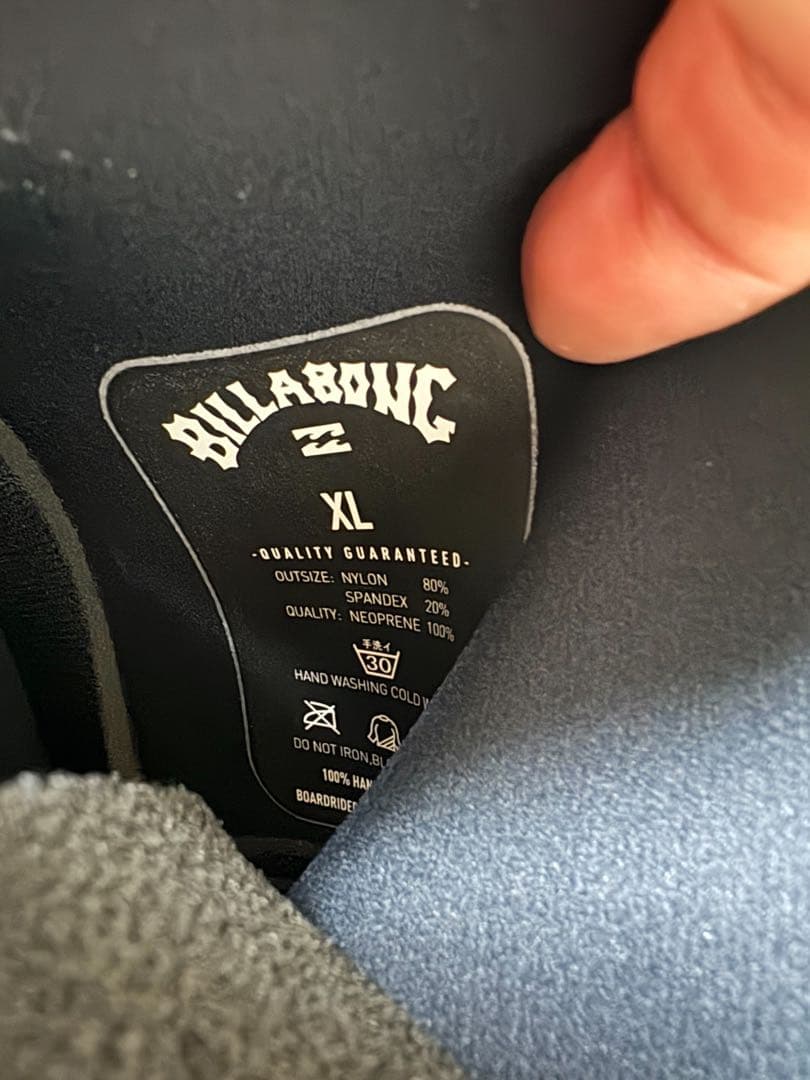 BILLABONG
XL
-QUALITY GUARANTEED-
OUTSIZE: NYLON 80%
SPANDEX 20%
QUALITY: NEOPRENE 100%
手洗イ
30
HAND WASHING COLD
DO NOT IRON,
100%